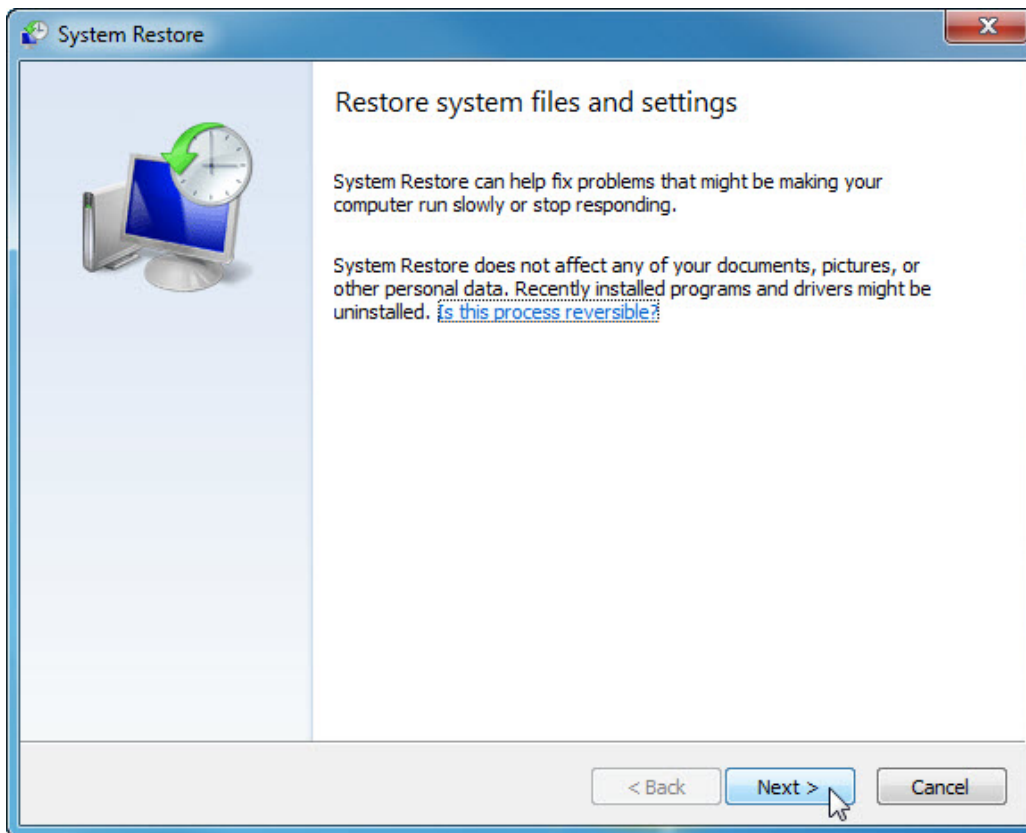 System Restore
Restore system files and settings
System Restore can help fix problems that might be making your
computer run slowly or stop responding.
System Restore does not affect any of your documents, pictures, or
other personal data. Recently installed programs and drivers might be
uninstalled. Is this process reversible?
< Back Next > Cancel